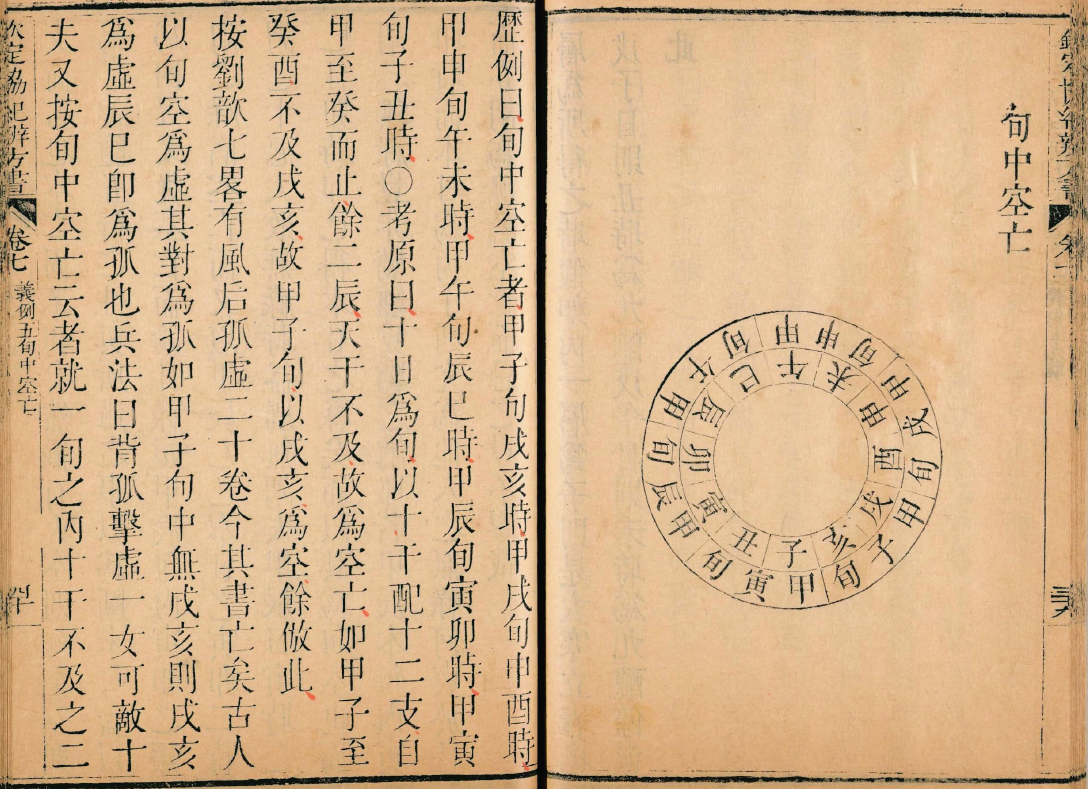 旬中空亡
甲子旬
甲戌旬
甲申旬
甲午旬
甲辰旬
甲寅旬
子丑寅卯辰巳午未申酉戌亥
歷例曰旬中空亡者甲子旬戌亥時甲戌旬申酉時
甲申旬午未時甲午旬辰巳時甲辰旬寅卯時甲寅
旬子丑時○考原曰十日爲旬以十干配十二支自
甲至癸而止餘二辰天干不及故爲空亡如甲子至
癸酉不及戌亥故甲子旬以戌亥爲空餘倣此
按劉歆七畧有風后孤虛二十卷今其書亡矣古人
以旬空爲虛其對爲孤如甲子旬中無戌亥則戌亥
爲虛辰巳卽爲孤也兵法曰背孤擊虛一女可敵十
夫又按旬中空亡云者就一旬之內十干不及之二
欽定協紀辨方書
卷七
義例五旬中空亡